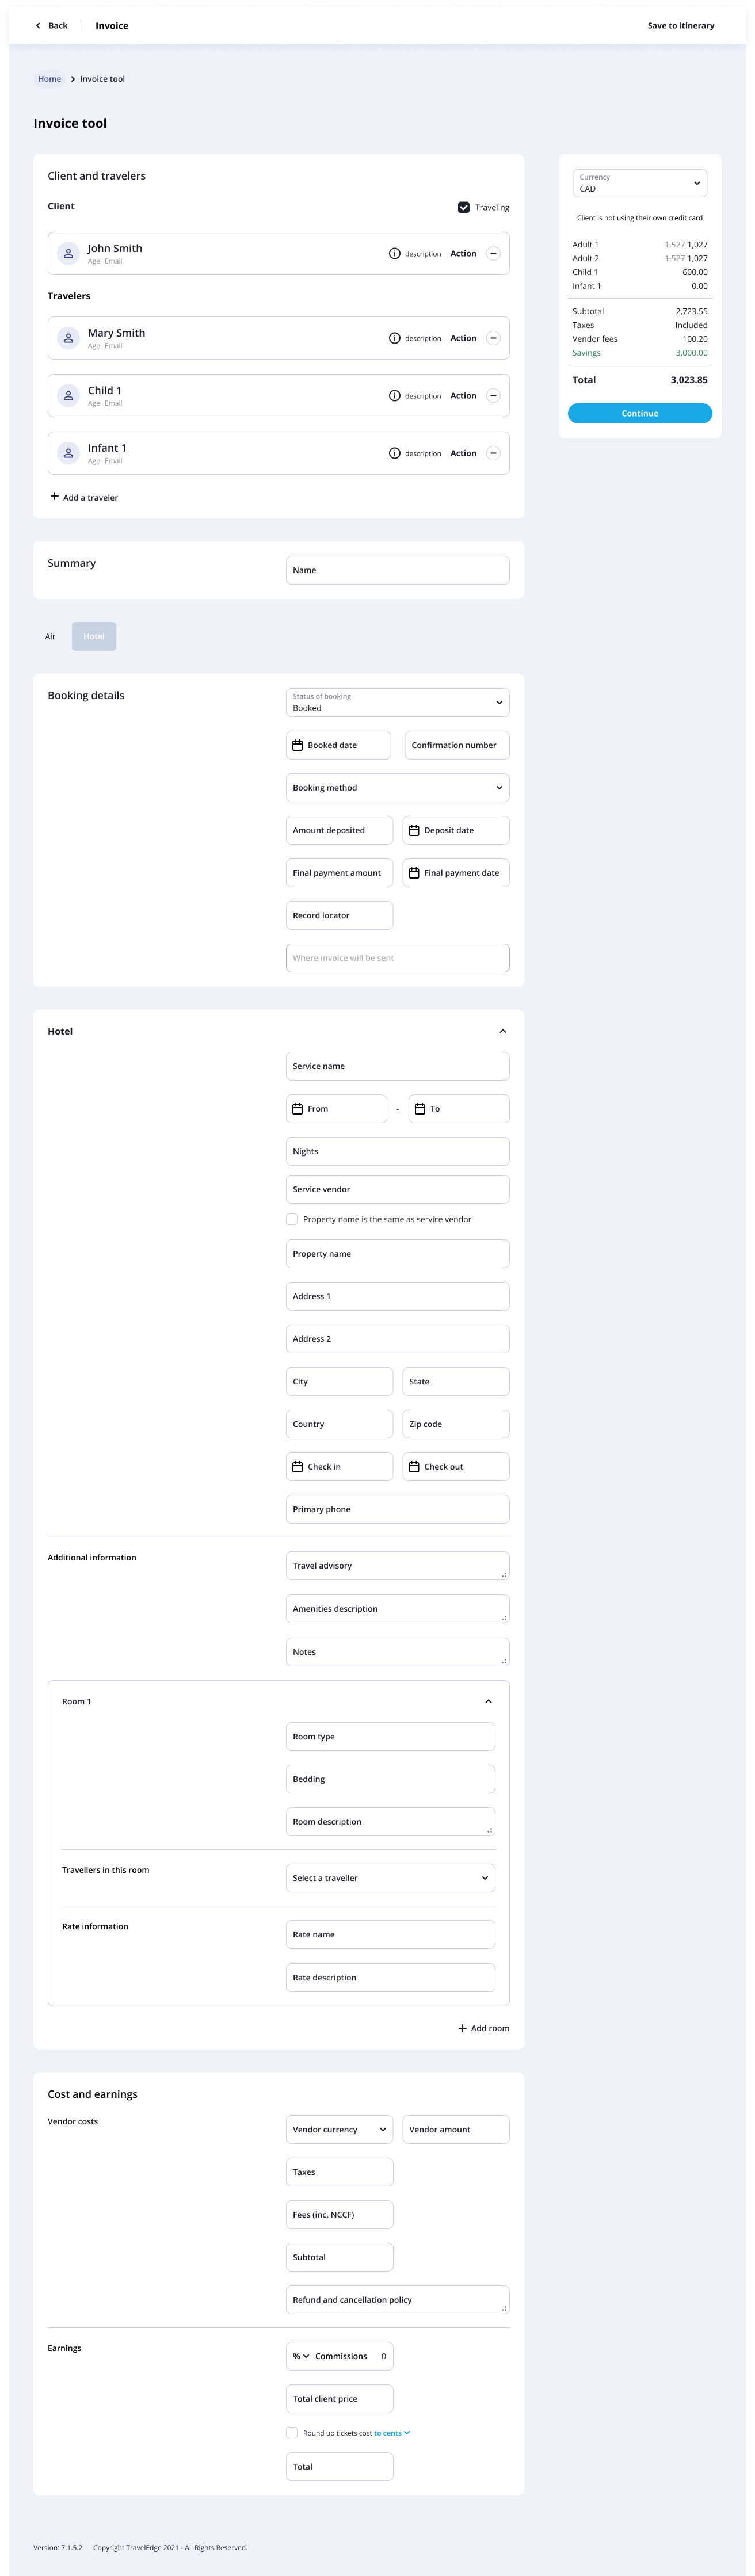 Back
Invoice
Save to itinerary
Home
Invoice tool
Invoice tool
Client and travelers
Client
Traveling
John Smith
Age Email
description
Action
Travelers
Mary Smith
Age Email
description
Action
Child 1
Age Email
description
Action
Infant 1
Age Email
description
Action
Add a traveler
Currency
CAD
Client is not using their own credit card
Adult 1 1,527 1,027
Adult 2 1,527 1,027
Child 1 600.00
Infant 1 0.00
Subtotal 2,723.55
Taxes Included
Vendor fees 100.20
Savings 3,000.00
Total 3,023.85
Continue
Summary
Name
Air
Hotel
Booking details
Status of booking
Booked
Booked date
Confirmation number
Booking method
Amount deposited
Deposit date
Final payment amount
Final payment date
Record locator
Where invoice will be sent
Hotel
Service name
From - To
Nights
Service vendor
Property name is the same as service vendor
Property name
Address 1
Address 2
City
State
Country
Zip code
Check in
Check out
Primary phone
Additional information
Travel advisory
Amenities description
Notes
Room 1
Room type
Bedding
Room description
Travellers in this room
Select a traveller
Rate information
Rate name
Rate description
Add room
Cost and earnings
Vendor costs
Vendor currency
Vendor amount
Taxes
Fees (inc. NCCF)
Subtotal
Refund and cancellation policy
Earnings
% Commissions 0
Total client price
Round up tickets cost to cents
Total
Version: 7.1.5.2 Copyright TravelEdge 2021 - All Rights Reserved.